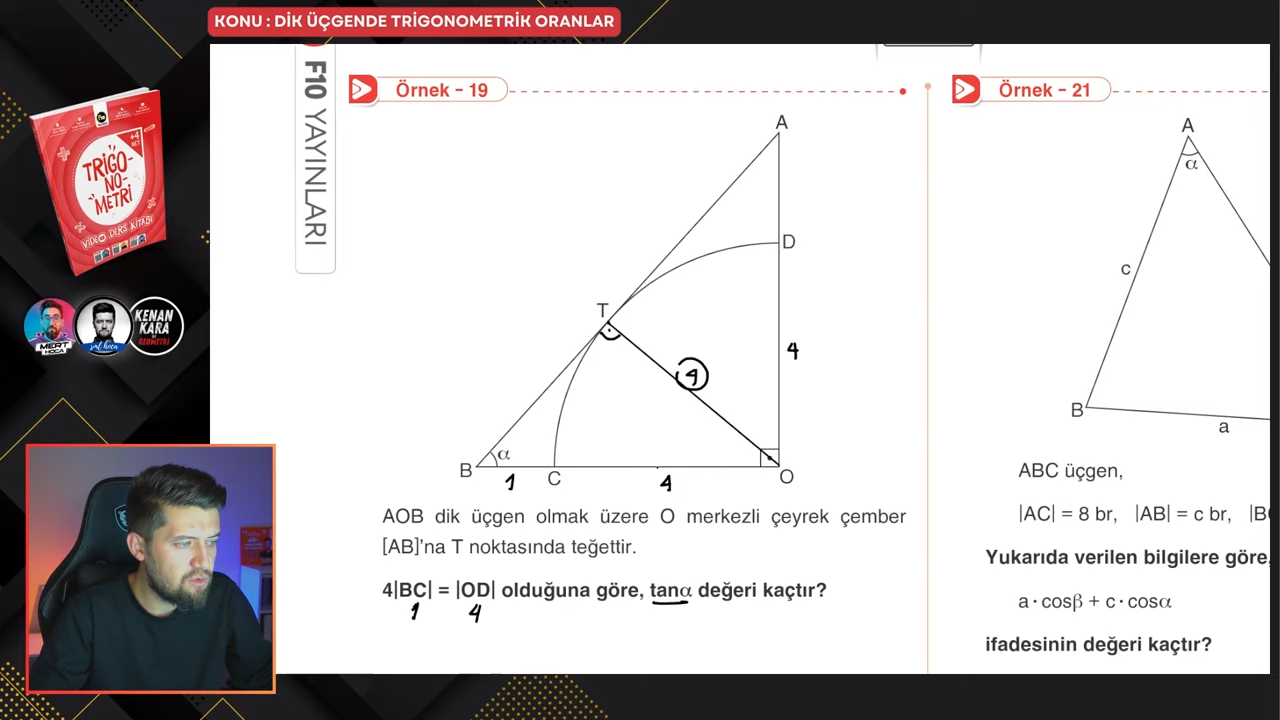 KONU : DİK ÜÇGENDE TRİGONOMETRİK ORANLAR
TRİGO-
NO-
METRİ
+4 NET
VİDEO DERS KİTABI
MERT
HOCA
KENAN
KARA
GEOMETRİ
F10 YAYINLARI
Örnek - 19
A
D
T
4
4
B
α
C
O
1
4
AOB dik üçgen olmak üzere O merkezli çeyrek çember
[AB]'na T noktasında teğettir.
4|BC| = |OD| olduğuna göre, tanα değeri kaçtır?
1 4
Örnek - 21
A
α
c
B
a
ABC üçgen,
|AC| = 8 br, |AB| = c br, |B
Yukarıda verilen bilgilere göre,
a·cosβ + c·cosα
ifadesinin değeri kaçtır?